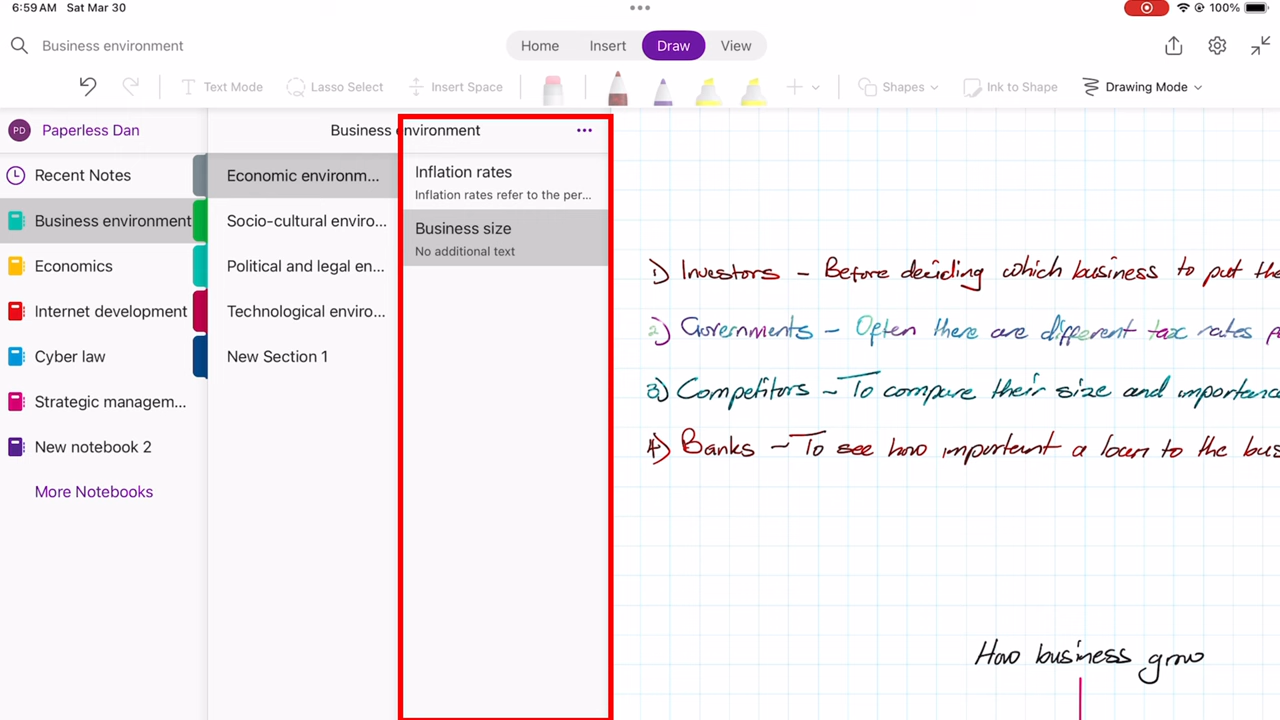 6:59 AM Sat Mar 30
100%
Business environment
Home Insert Draw View
Text Mode Lasso Select Insert Space Shapes Ink to Shape Drawing Mode
PD Paperless Dan
Recent Notes
Business environment
Economics
Internet development
Cyber law
Strategic managem...
New notebook 2
More Notebooks
Business environment
Economic environm...
Socio-cultural enviro...
Political and legal en...
Technological enviro...
New Section 1
Inflation rates
Inflation rates refer to the per...
Business size
No additional text
1) Investors - Before deciding which business to put the
2) Governments - Often there are different tax rates
3) Competitors - To compare their size and importance
4) Banks - To see how important a loan to the bus
How business grow